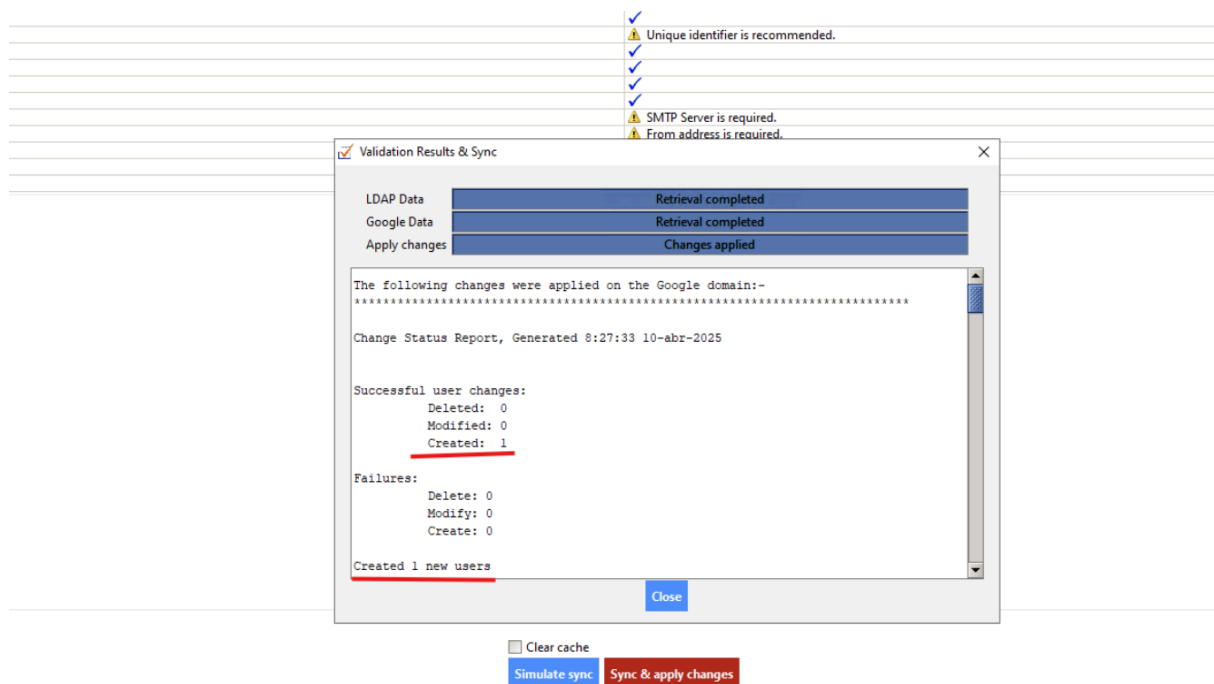 Unique identifier is recommended.
SMTP Server is required.
From address is required.
Validation Results & Sync
LDAP Data Retrieval completed
Google Data Retrieval completed
Apply changes Changes applied
The following changes were applied on the Google domain:-
*****************************************************************************
Change Status Report, Generated 8:27:33 10-abr-2025
Successful user changes:
Deleted: 0
Modified: 0
Created: 1
Failures:
Delete: 0
Modify: 0
Create: 0
Created 1 new users
Close
Clear cache
Simulate sync Sync & apply changes